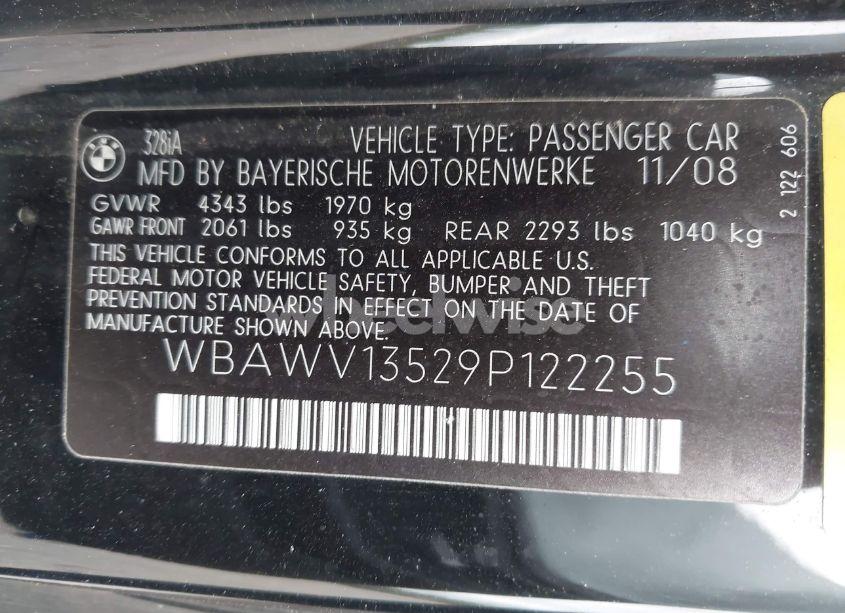 BMW
328iA VEHICLE TYPE: PASSENGER CAR
MFD BY BAYERISCHE MOTORENWERKE 11/08
GVWR 4343 lbs 1970 kg
GAWR FRONT 2061 lbs 935 kg REAR 2293 lbs 1040 kg
THIS VEHICLE CONFORMS TO ALL APPLICABLE U.S.
FEDERAL MOTOR VEHICLE SAFETY, BUMPER AND THEFT
PREVENTION STANDARDS IN EFFECT ON THE DATE OF
MANUFACTURE SHOWN ABOVE.
WBAWV13529P122255
2 122 606
wheelwise